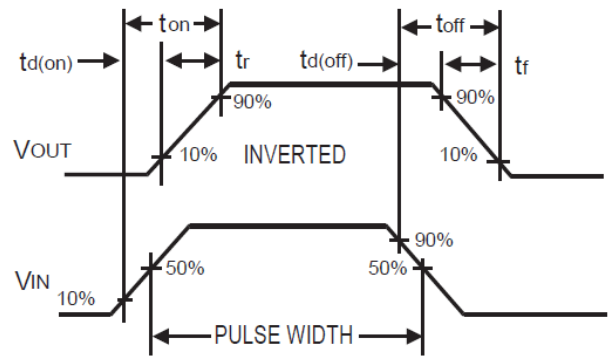 ton toff
td(on) tr td(off) tf
90% 90%
VOUT 10% INVERTED 10%
90%
50% 50%
VIN 10%
PULSE WIDTH